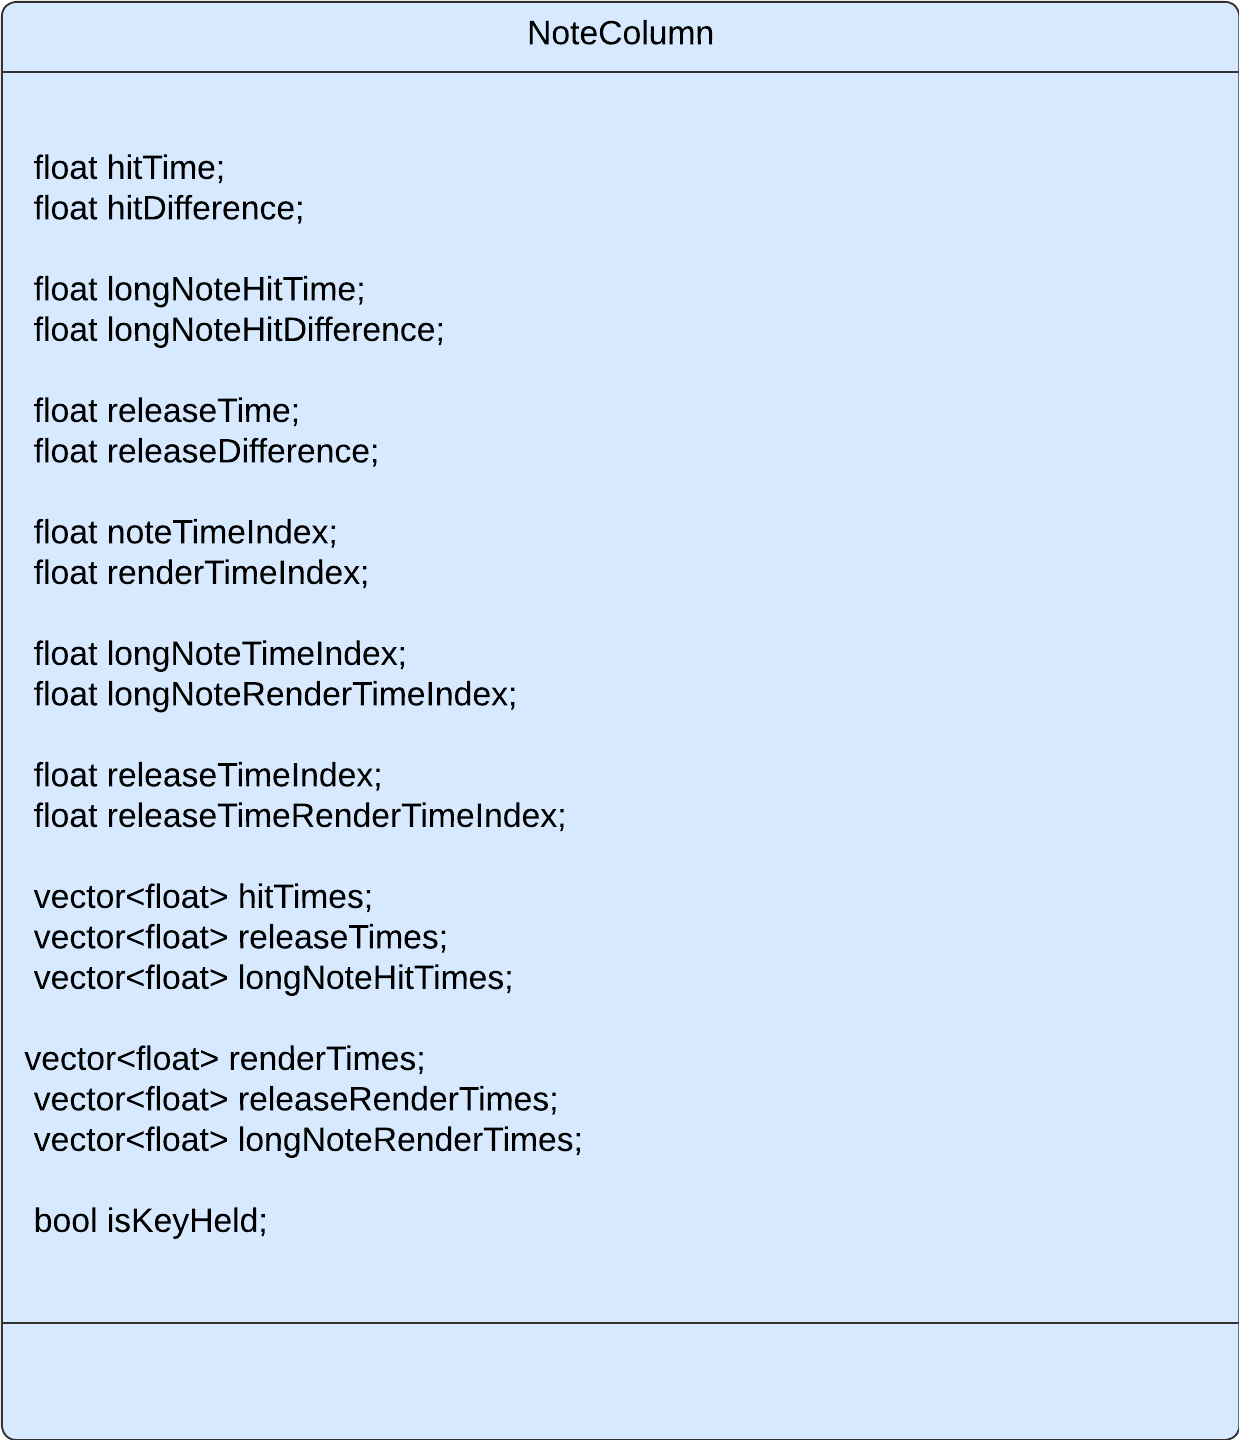 NoteColumn
float hitTime;
float hitDifference;
float longNoteHitTime;
float longNoteHitDifference;
float releaseTime;
float releaseDifference;
float noteTimeIndex;
float renderTimeIndex;
float longNoteTimeIndex;
float longNoteRenderTimeIndex;
float releaseTimeIndex;
float releaseTimeRenderTimeIndex;
vector<float> hitTimes;
vector<float> releaseTimes;
vector<float> longNoteHitTimes;
vector<float> renderTimes;
vector<float> releaseRenderTimes;
vector<float> longNoteRenderTimes;
bool isKeyHeld;